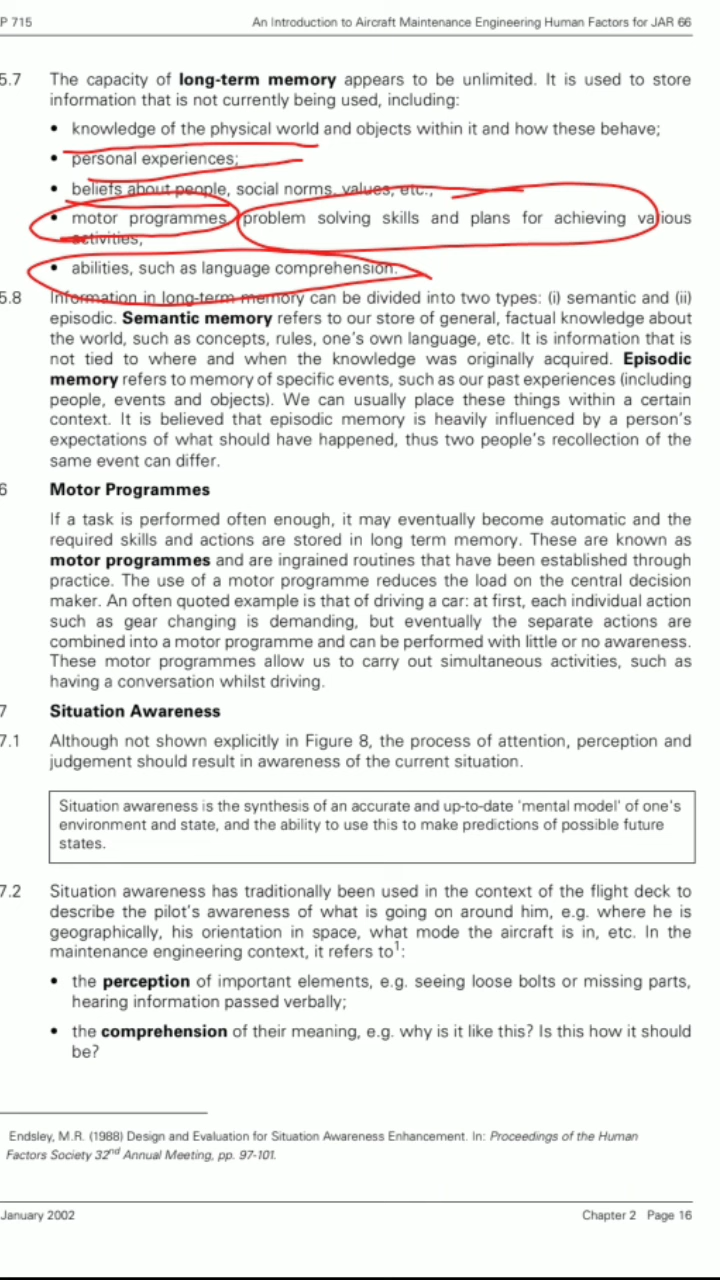 P 715
An Introduction to Aircraft Maintenance Engineering Human Factors for JAR 66
5.7 The capacity of long-term memory appears to be unlimited. It is used to store
information that is not currently being used, including:
• knowledge of the physical world and objects within it and how these behave;
• personal experiences;
• beliefs about people, social norms, values, etc.;
• motor programmes, problem solving skills and plans for achieving various
activities;
• abilities, such as language comprehension.
5.8 Information in long-term memory can be divided into two types: (i) semantic and (ii)
episodic. Semantic memory refers to our store of general, factual knowledge about
the world, such as concepts, rules, one's own language, etc. It is information that is
not tied to where and when the knowledge was originally acquired. Episodic
memory refers to memory of specific events, such as our past experiences (including
people, events and objects). We can usually place these things within a certain
context. It is believed that episodic memory is heavily influenced by a person's
expectations of what should have happened, thus two people's recollection of the
same event can differ.
6 Motor Programmes
If a task is performed often enough, it may eventually become automatic and the
required skills and actions are stored in long term memory. These are known as
motor programmes and are ingrained routines that have been established through
practice. The use of a motor programme reduces the load on the central decision
maker. An often quoted example is that of driving a car: at first, each individual action
such as gear changing is demanding, but eventually the separate actions are
combined into a motor programme and can be performed with little or no awareness.
These motor programmes allow us to carry out simultaneous activities, such as
having a conversation whilst driving.
7 Situation Awareness
7.1 Although not shown explicitly in Figure 8, the process of attention, perception and
judgement should result in awareness of the current situation.
Situation awareness is the synthesis of an accurate and up-to-date 'mental model' of one's
environment and state, and the ability to use this to make predictions of possible future
states.
7.2 Situation awareness has traditionally been used in the context of the flight deck to
describe the pilot's awareness of what is going on around him, e.g. where he is
geographically, his orientation in space, what mode the aircraft is in, etc. In the
maintenance engineering context, it refers to1:
• the perception of important elements, e.g. seeing loose bolts or missing parts,
hearing information passed verbally;
• the comprehension of their meaning, e.g. why is it like this? Is this how it should
be?
Endsley, M.R. (1988) Design and Evaluation for Situation Awareness Enhancement. In: Proceedings of the Human
Factors Society 32nd Annual Meeting, pp. 97-101.
January 2002
Chapter 2 Page 16